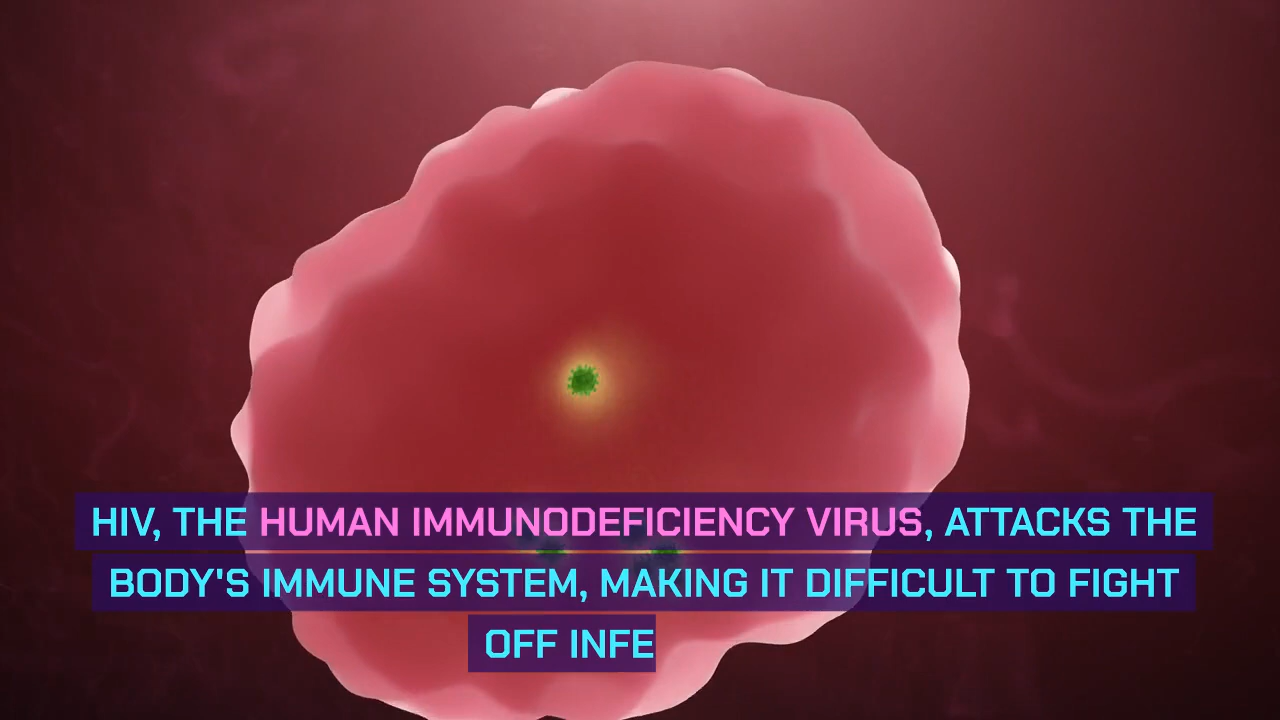 HIV, THE HUMAN IMMUNODEFICIENCY VIRUS, ATTACKS THE
BODY'S IMMUNE SYSTEM, MAKING IT DIFFICULT TO FIGHT
OFF INFE